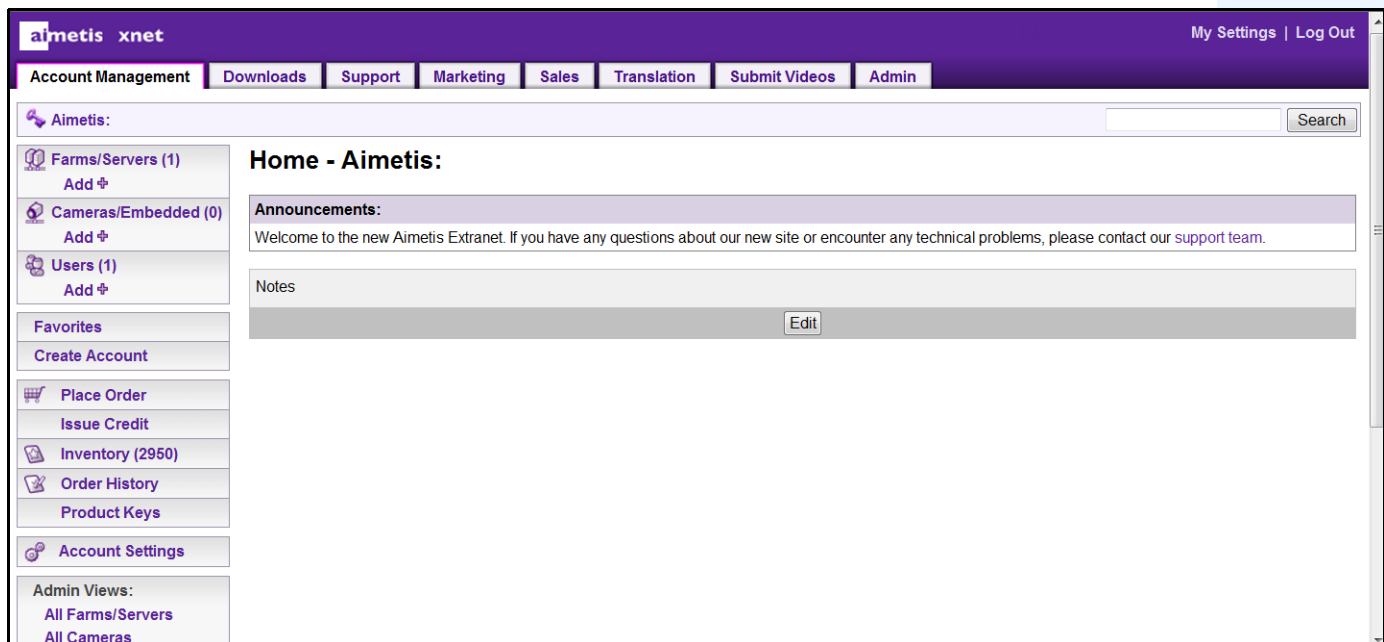 aimetis xnet
My Settings | Log Out
Account Management Downloads Support Marketing Sales Translation Submit Videos Admin
Aimetis:
Search
Farms/Servers (1)
Add
Cameras/Embedded (0)
Add
Users (1)
Add
Favorites
Create Account
Place Order
Issue Credit
Inventory (2950)
Order History
Product Keys
Account Settings
Admin Views:
All Farms/Servers
All Cameras
Home - Aimetis:
Announcements:
Welcome to the new Aimetis Extranet. If you have any questions about our new site or encounter any technical problems, please contact our support team.
Notes
Edit